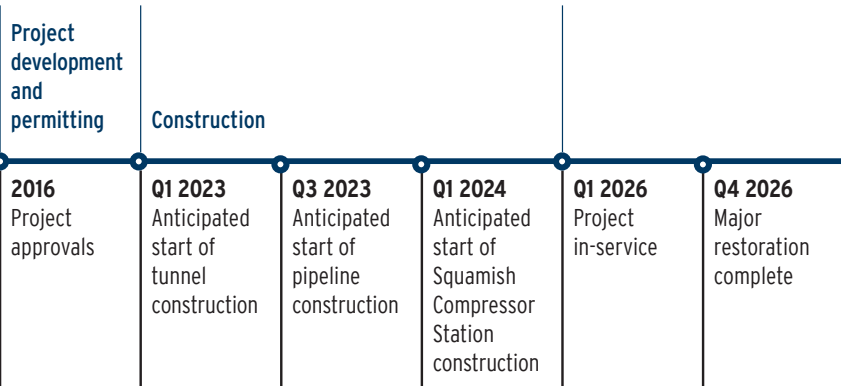 Project
development
and
permitting
Construction
2016
Project
approvals
Q1 2023
Anticipated
start of
tunnel
construction
Q3 2023
Anticipated
start of
pipeline
construction
Q1 2024
Anticipated
start of
Squamish
Compressor
Station
construction
Q1 2026
Project
in-service
Q4 2026
Major
restoration
complete